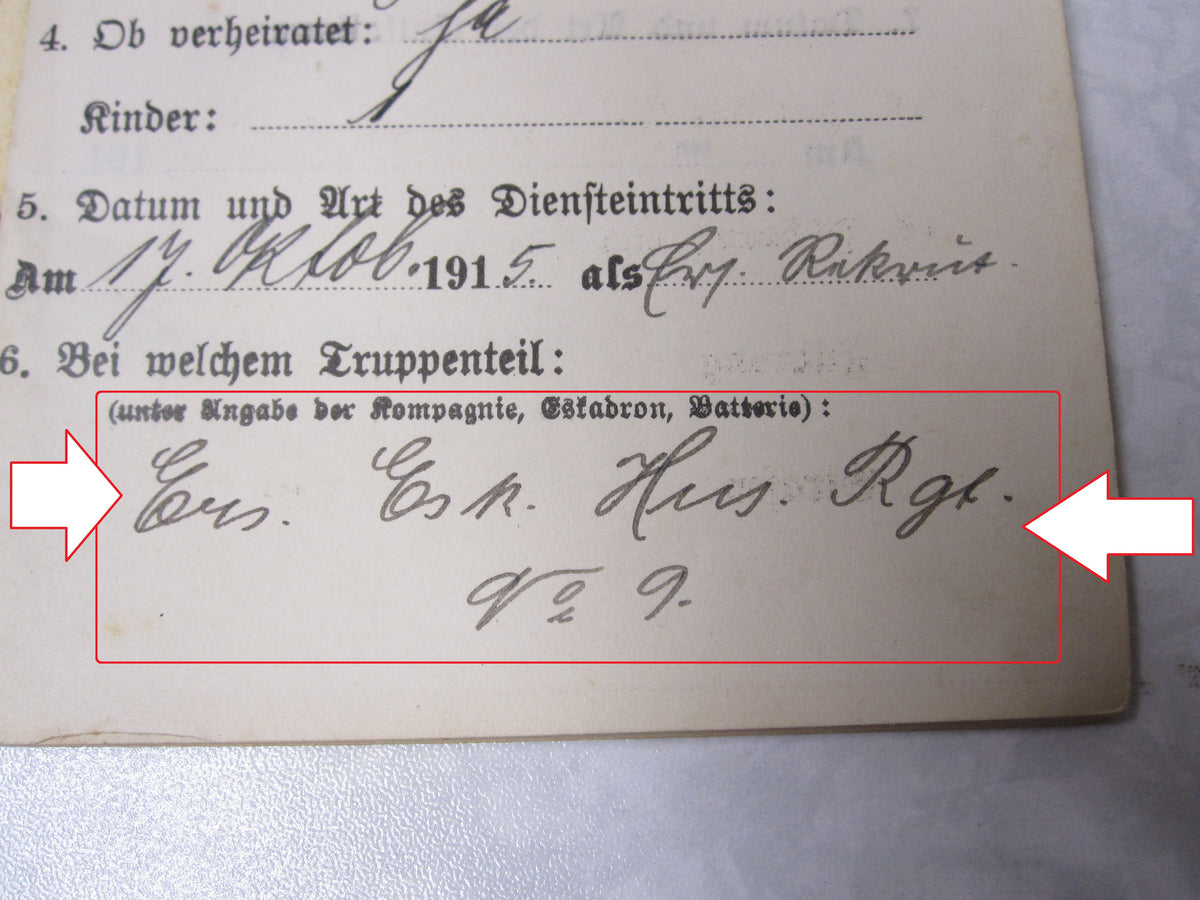 4. Ob verheiratet: Ja
Kinder: 1
5. Datum und Art des Diensteintritts:
Am 17. Oktob. 1915. als Ers. Rekrut.
6. Bei welchem Truppenteil:
(unter Angabe der Kompagnie, Eskadron, Batterie):
Ers. Esk. Hus. Rgt.
No 9.